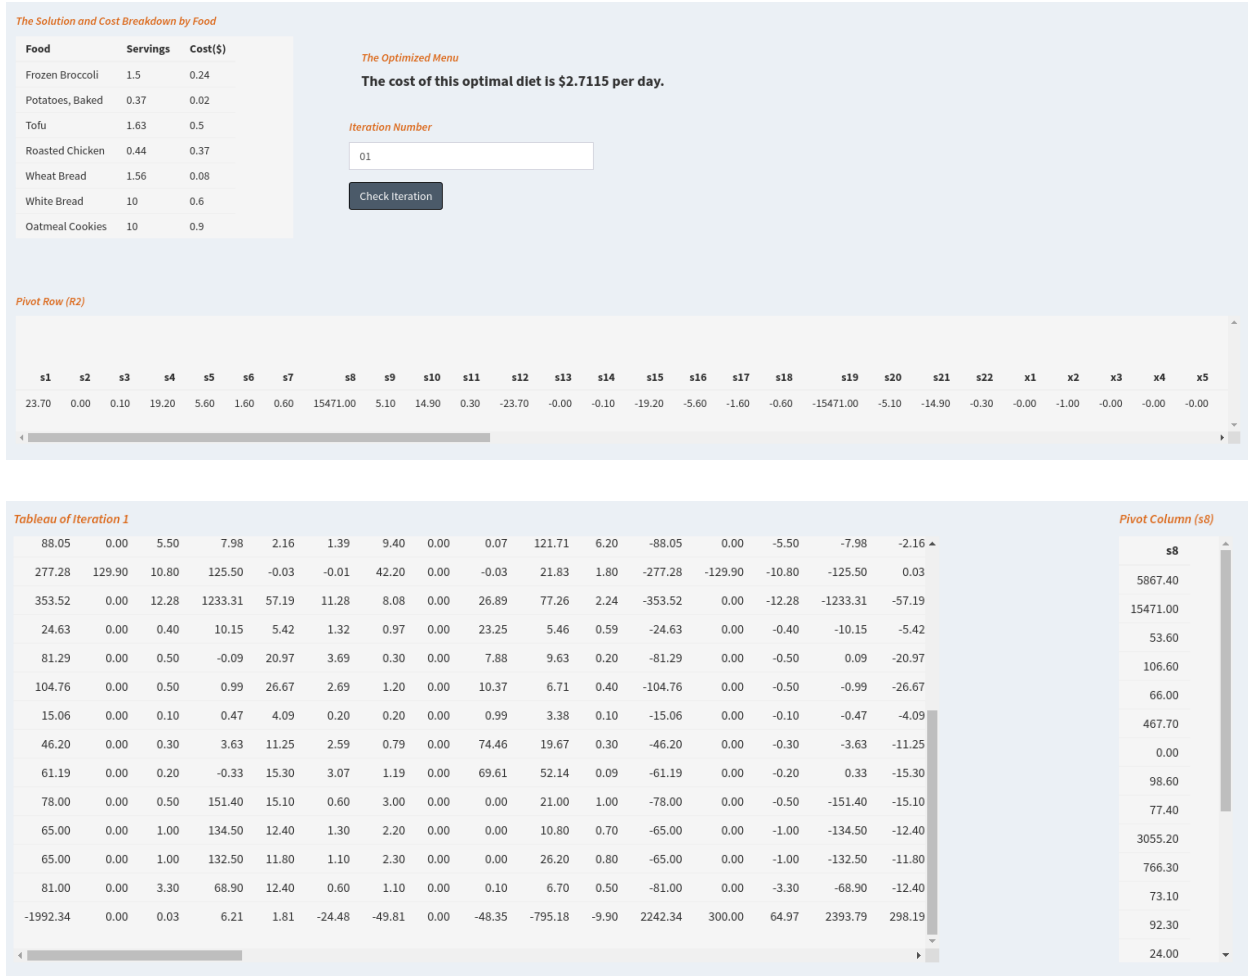 The Solution and Cost Breakdown by Food
Food Servings Cost($)
Frozen Broccoli 1.5 0.24
Potatoes, Baked 0.37 0.02
Tofu 1.63 0.5
Roasted Chicken 0.44 0.37
Wheat Bread 1.56 0.08
White Bread 10 0.6
Oatmeal Cookies 10 0.9
The Optimized Menu
The cost of this optimal diet is $2.7115 per day.
Iteration Number
01
Check Iteration
Pivot Row (R2)
s1 s2 s3 s4 s5 s6 s7 s8 s9 s10 s11 s12 s13 s14 s15 s16 s17 s18 s19 s20 s21 s22 x1 x2 x3 x4 x5
23.70 0.00 0.10 19.20 5.60 1.60 0.60 15471.00 5.10 14.90 0.30 -23.70 -0.00 -0.10 -19.20 -5.60 -1.60 -0.60 -15471.00 -5.10 -14.90 -0.30 -0.00 -1.00 -0.00 -0.00 -0.00
Tableau of Iteration 1
88.05 0.00 5.50 7.98 2.16 1.39 9.40 0.00 0.07 121.71 6.20 -88.05 0.00 -5.50 -7.98 -2.16
277.28 129.90 10.80 125.50 -0.03 -0.01 42.20 0.00 -0.03 21.83 1.80 -277.28 -129.90 -10.80 -125.50 0.03
353.52 0.00 12.28 1233.31 57.19 11.28 8.08 0.00 26.89 77.26 2.24 -353.52 0.00 -12.28 -1233.31 -57.19
24.63 0.00 0.40 10.15 5.42 1.32 0.97 0.00 23.25 5.46 0.59 -24.63 0.00 -0.40 -10.15 -5.42
81.29 0.00 0.50 -0.09 20.97 3.69 0.30 0.00 7.88 9.63 0.20 -81.29 0.00 -0.50 0.09 -20.97
104.76 0.00 0.50 0.99 26.67 2.69 1.20 0.00 10.37 6.71 0.40 -104.76 0.00 -0.50 -0.99 -26.67
15.06 0.00 0.10 0.47 4.09 0.20 0.20 0.00 0.99 3.38 0.10 -15.06 0.00 -0.10 -0.47 -4.09
46.20 0.00 0.30 3.63 11.25 2.59 0.79 0.00 74.46 19.67 0.30 -46.20 0.00 -0.30 -3.63 -11.25
61.19 0.00 0.20 -0.33 15.30 3.07 1.19 0.00 69.61 52.14 0.09 -61.19 0.00 -0.20 0.33 -15.30
78.00 0.00 0.50 151.40 15.10 0.60 3.00 0.00 0.00 21.00 1.00 -78.00 0.00 -0.50 -151.40 -15.10
65.00 0.00 1.00 134.50 12.40 1.30 2.20 0.00 0.00 10.80 0.70 -65.00 0.00 -1.00 -134.50 -12.40
65.00 0.00 1.00 132.50 11.80 1.10 2.30 0.00 0.00 26.20 0.80 -65.00 0.00 -1.00 -132.50 -11.80
81.00 0.00 3.30 68.90 12.40 0.60 1.10 0.00 0.10 6.70 0.50 -81.00 0.00 -3.30 -68.90 -12.40
-1992.34 0.00 0.03 6.21 1.81 -24.48 -49.81 0.00 -48.35 -795.18 -9.90 2242.34 300.00 64.97 2393.79 298.19
Pivot Column (s8)
s8
5867.40
15471.00
53.60
106.60
66.00
467.70
0.00
98.60
77.40
3055.20
766.30
73.10
92.30
24.00